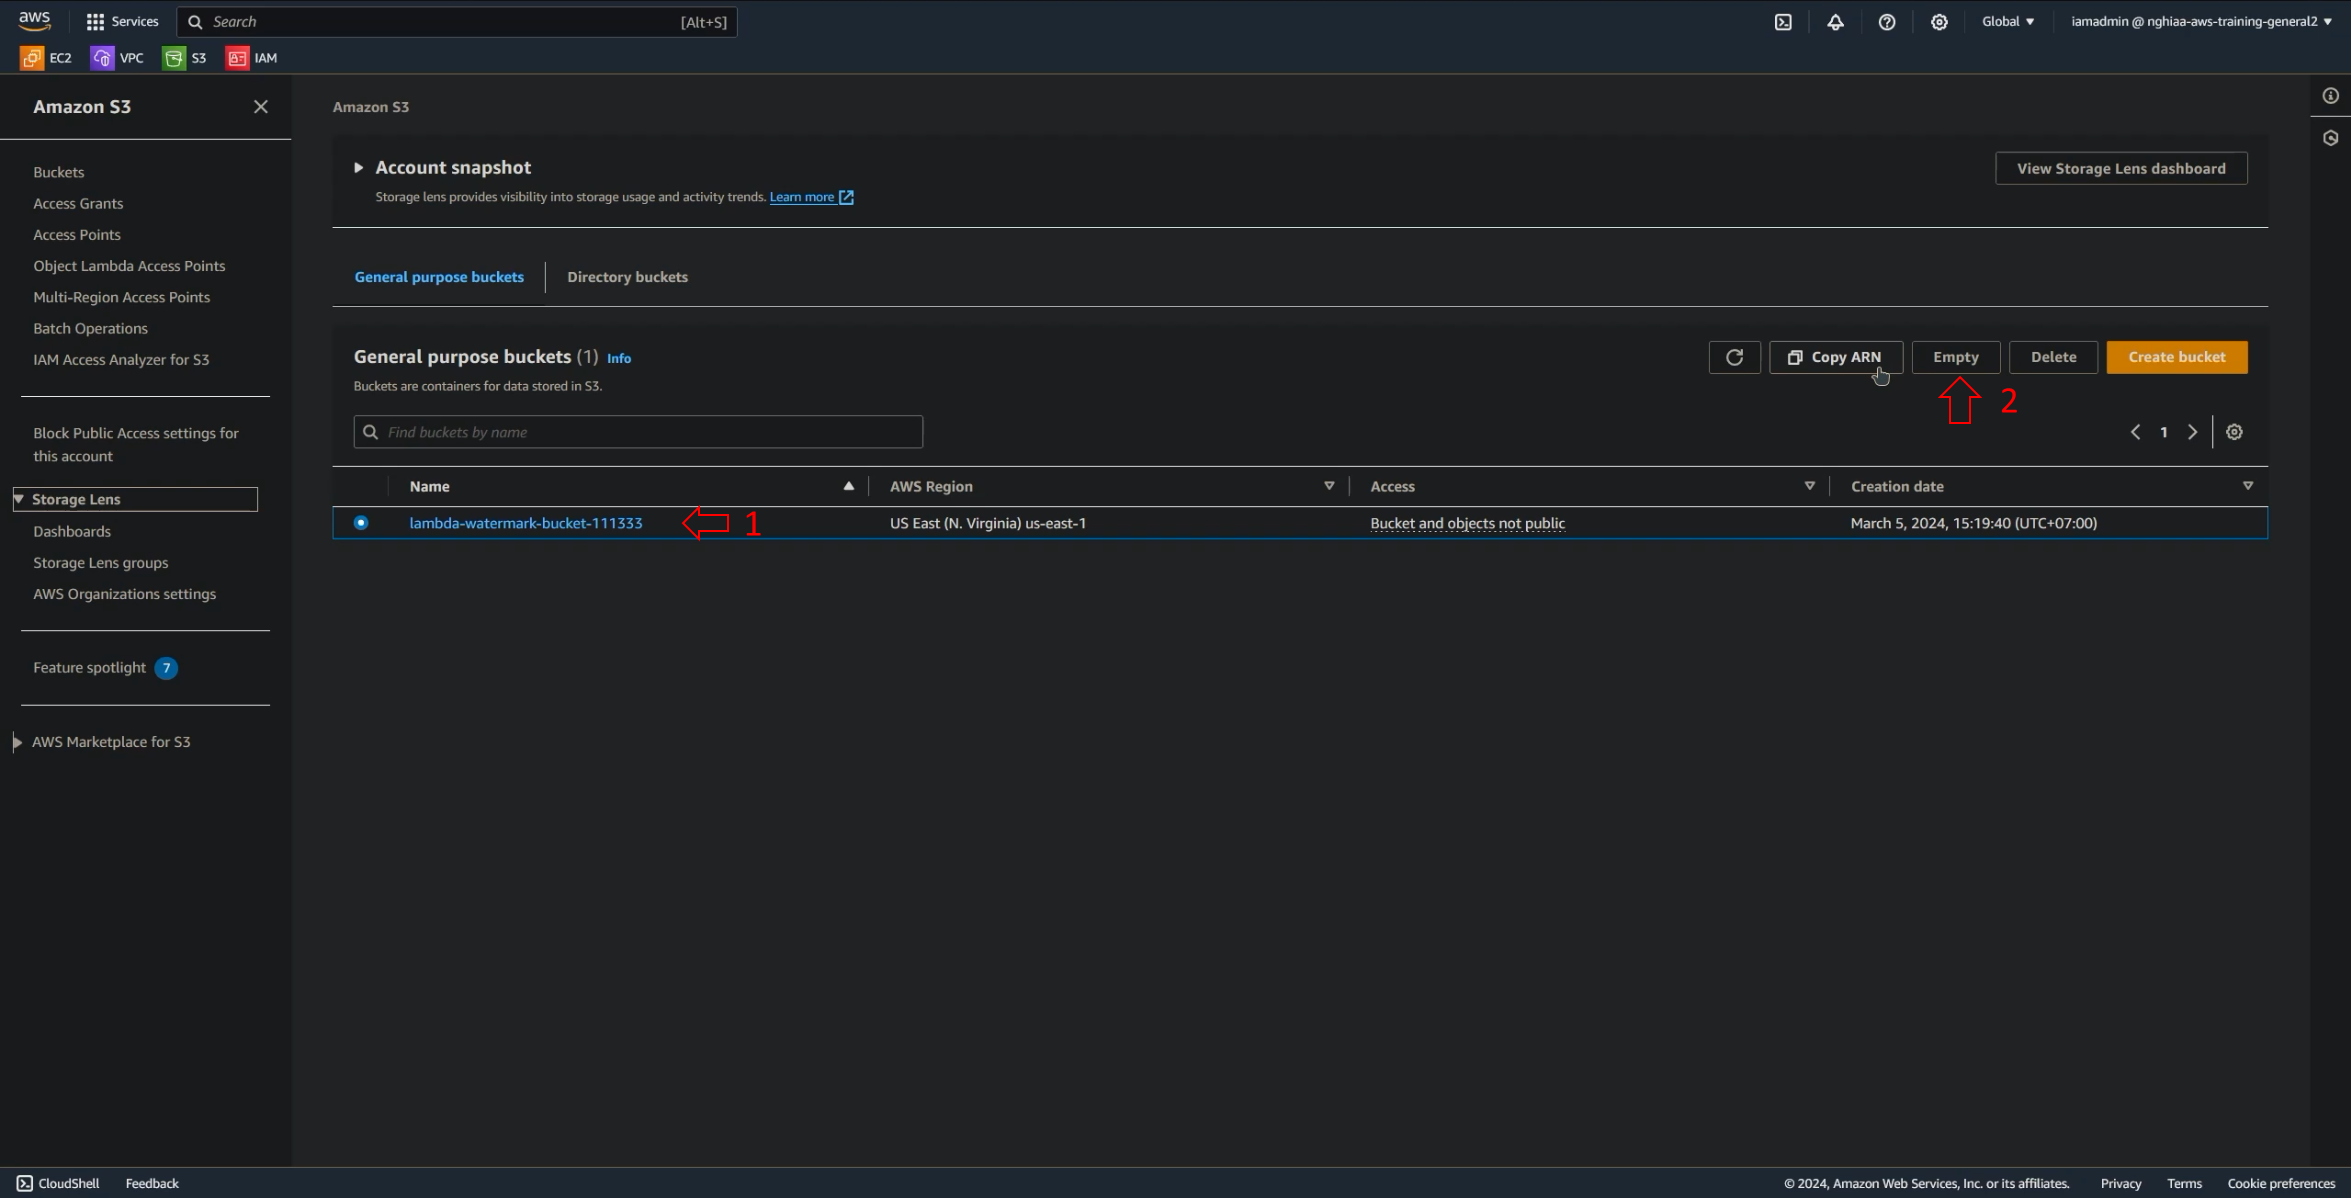 aws
Services
Search
[Alt+S]
Global
iamadmin @ nghiaa-aws-training-general2
EC2
VPC
S3
IAM
Amazon S3
Buckets
Access Grants
Access Points
Object Lambda Access Points
Multi-Region Access Points
Batch Operations
IAM Access Analyzer for S3
Block Public Access settings for
this account
Storage Lens
Dashboards
Storage Lens groups
AWS Organizations settings
Feature spotlight 7
AWS Marketplace for S3
Amazon S3
Account snapshot
Storage lens provides visibility into storage usage and activity trends. Learn more
View Storage Lens dashboard
General purpose buckets
Directory buckets
General purpose buckets (1) Info
Buckets are containers for data stored in S3.
Copy ARN
Empty
Delete
Create bucket
2
Find buckets by name
1
Name
AWS Region
Access
Creation date
lambda-watermark-bucket-111333
1
US East (N. Virginia) us-east-1
Bucket and objects not public
March 5, 2024, 15:19:40 (UTC+07:00)
CloudShell
Feedback
© 2024, Amazon Web Services, Inc. or its affiliates.
Privacy
Terms
Cookie preferences